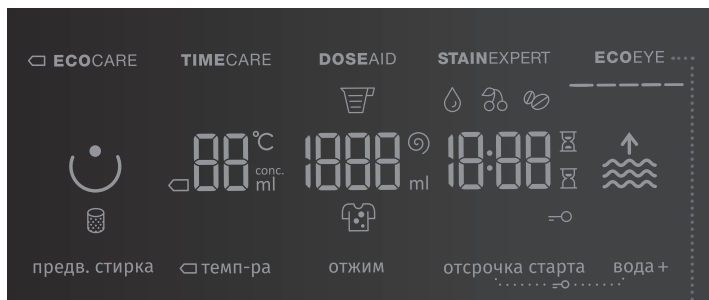 ECOCARE TIMECARE DOSEAID STAINEXPERT ECOEYE
88 °C conc. ml 1888 ml 18:88
предв. стирка темп-ра отжим отсрочка старта вода +